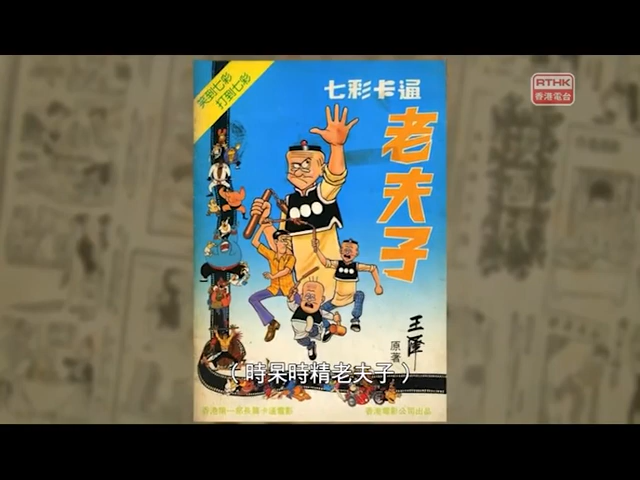 RTHK
香港電台
笑到七彩
打到七彩
七彩卡通
老夫子
王澤
原著
（時呆時精老夫子）
香港第一部長篇卡通電影
香港電影公司出品